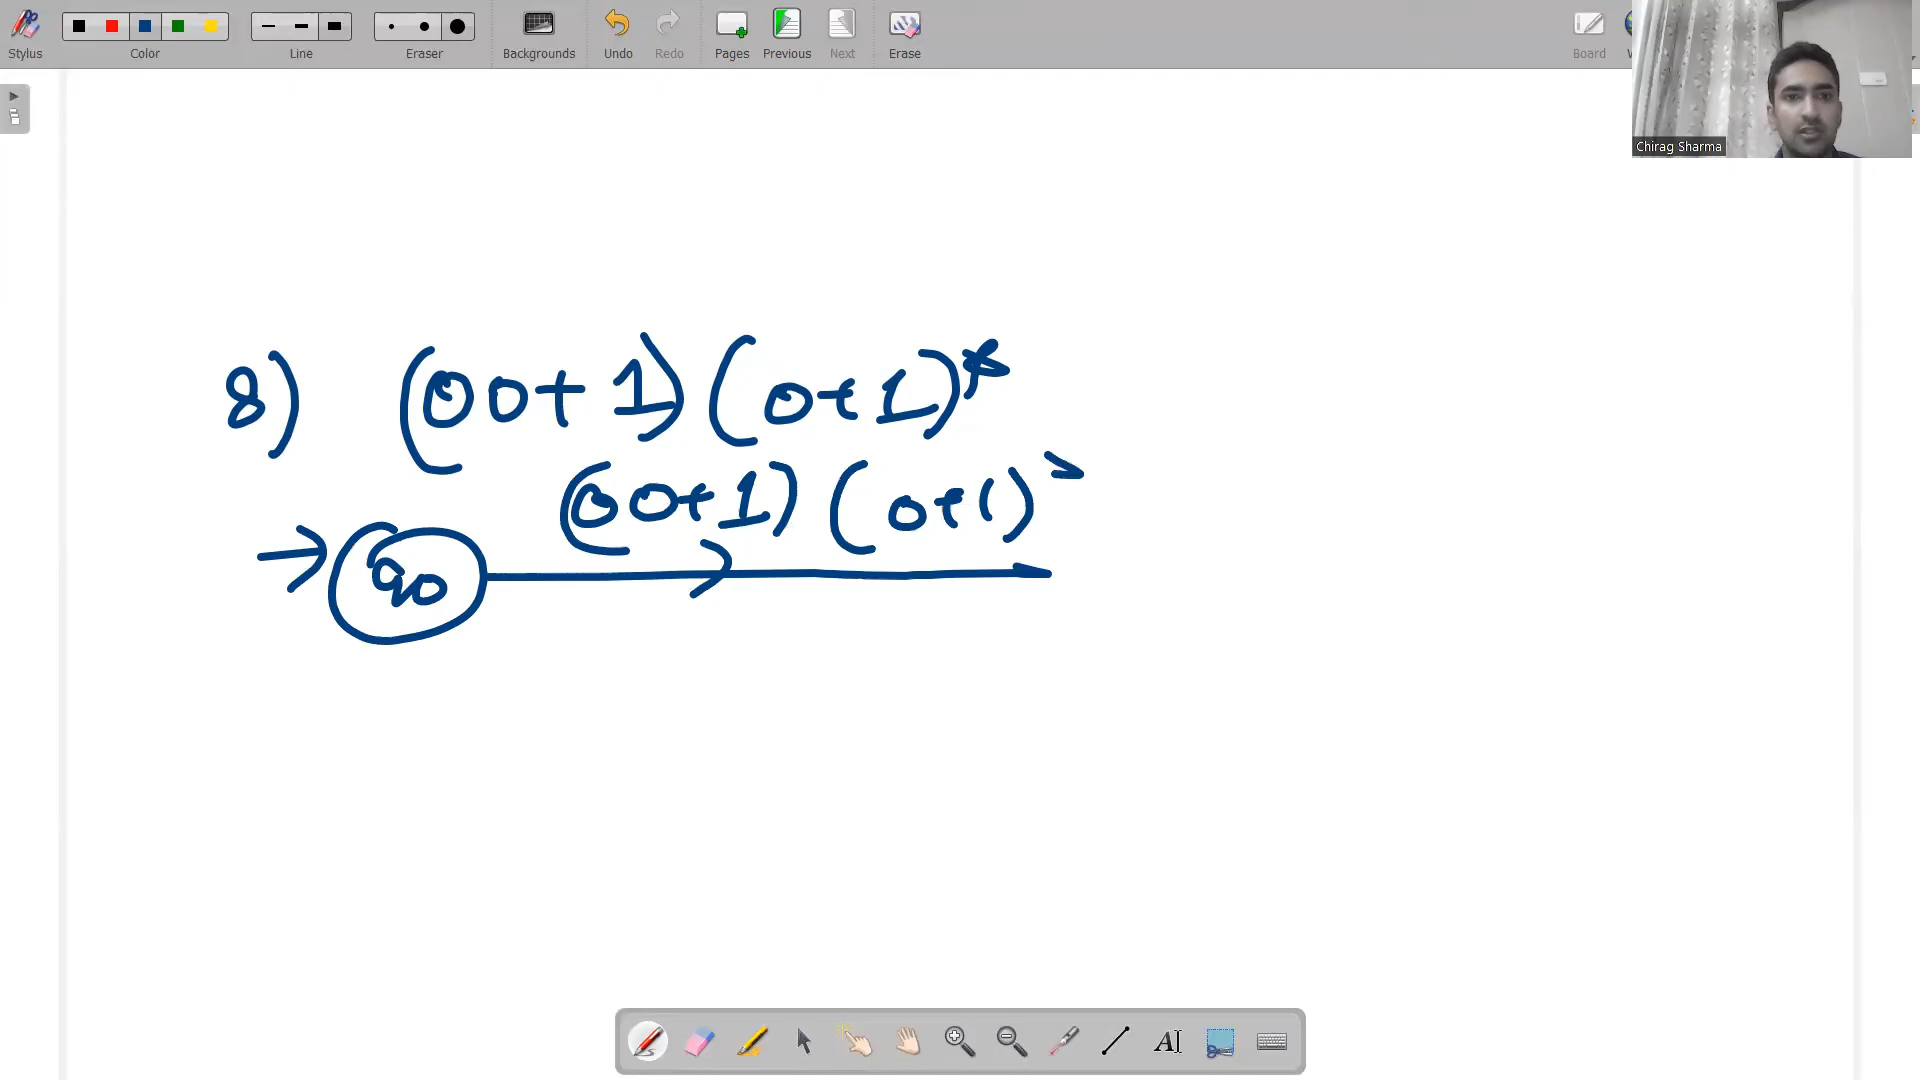 Stylus
Color
Line
Eraser
Backgrounds
Undo
Redo
Pages
Previous
Next
Erase
Board
Chirag Sharma
8) (00+1)(0+1)*
(00+1)(0+1)
q0
A